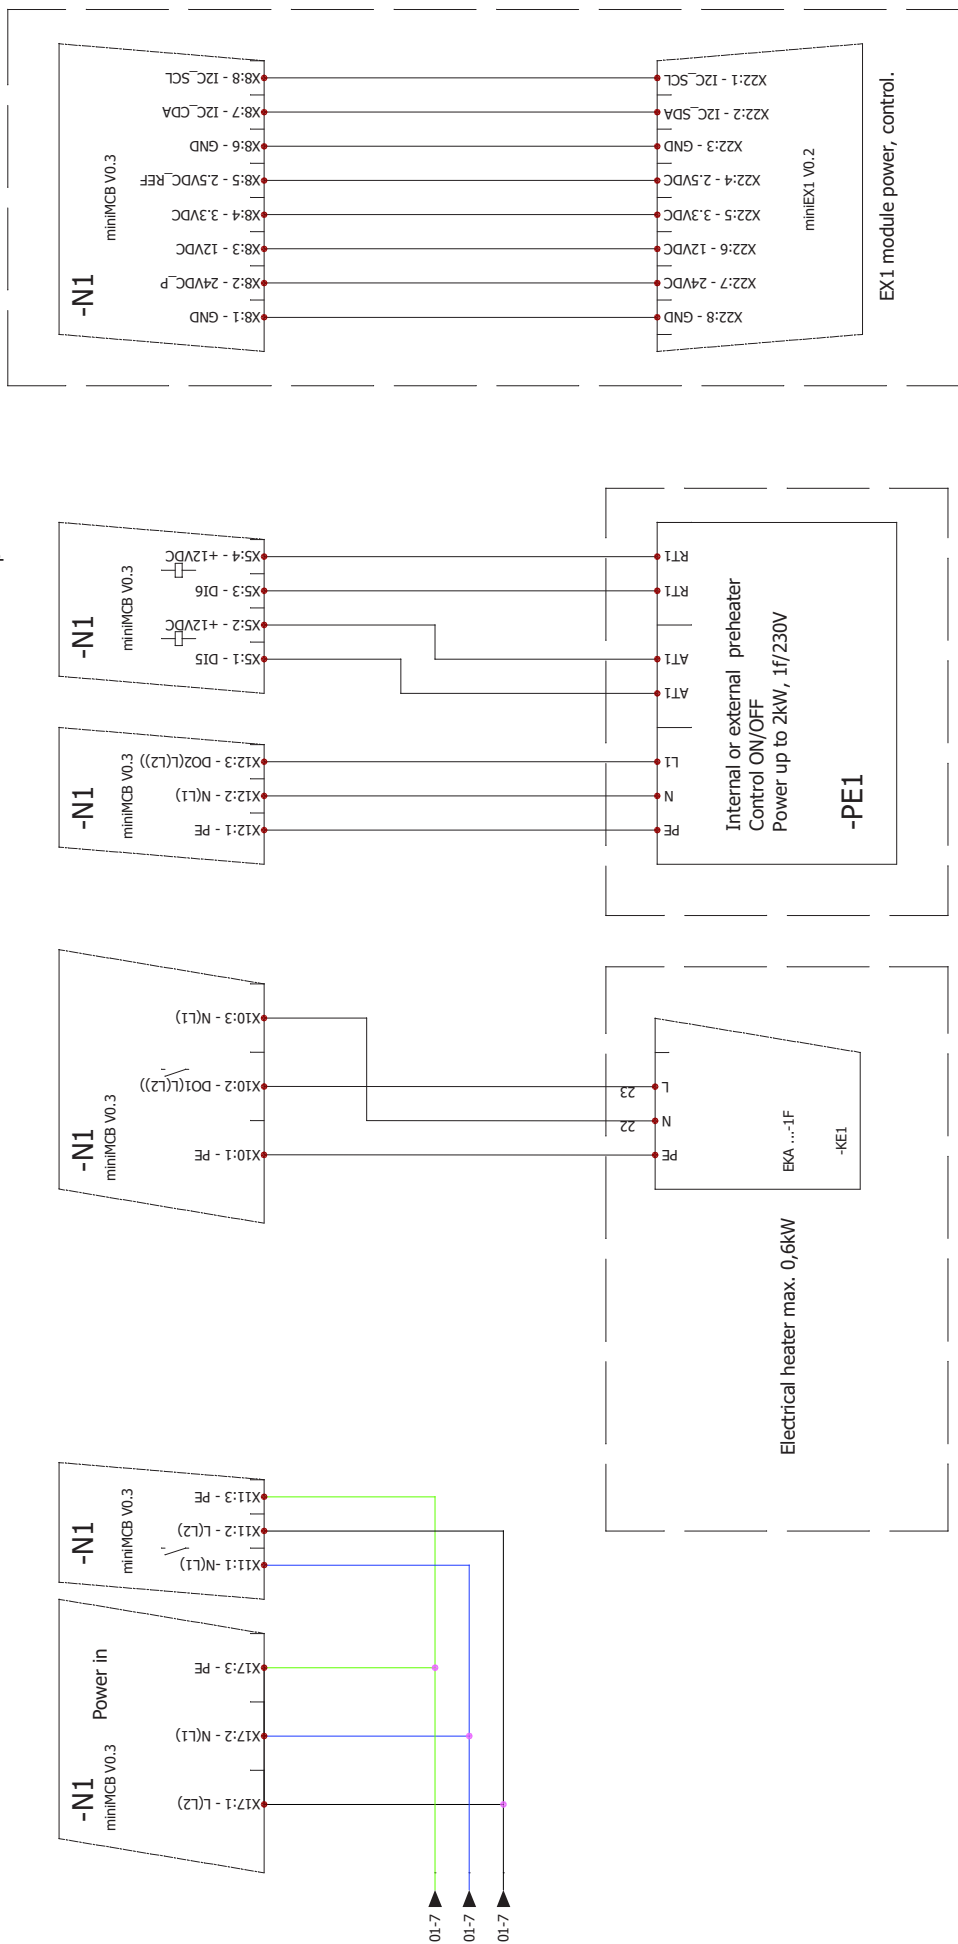 -N1
miniMCB V0.3
Power in
X17:1 - L(L2)
X17:2 - N(L1)
X17:3 - PE
-N1
miniMCB V0.3
X11:1 -N(L1)
X11:2 - L(L2)
X11:3 - PE
01-7
01-7
01-7
-N1
miniMCB V0.3
X10:1 - PE
X10:2 - DO1(L(L2))
X10:3 - N(L1)
22
23
PE
N
L
EKA ...-1F
-KE1
Electrical heater max. 0,6kW
-N1
miniMCB V0.3
X12:1 - PE
X12:2 - N(L1)
X12:3 - DO2(L(L2))
-N1
miniMCB V0.3
X5:1 - DI5
X5:2 - +12VDC
X5:3 - DI6
X5:4 - +12VDC
PE
N
L1
AT1
AT1
RT1
RT1
Internal or external preheater
Control ON/OFF
Power up to 2kW, 1f/230V
-PE1
-N1
miniMCB V0.3
X8:1 - GND
X8:2 - 24VDC_P
X8:3 - 12VDC
X8:4 - 3.3VDC
X8:5 - 2.5VDC_REF
X8:6 - GND
X8:7 - I2C_CDA
X8:8 - I2C_SCL
X22:8 - GND
X22:7 - 24VDC
X22:6 - 12VDC
X22:5 - 3.3VDC
X22:4 - 2.5VDC
X22:3 - GND
X22:2 - I2C_SDA
X22:1 - I2C_SCL
miniEX1 V0.2
EX1 module power, control.